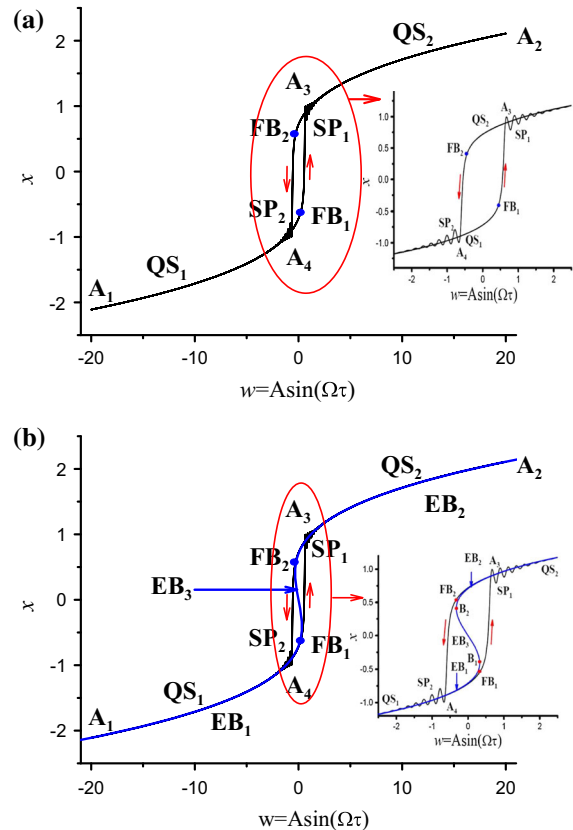 (a)
2
1
0
-1
-2
x
-20
-10
0
10
20
w=Asin(Ωτ)
QS₂
A₂
A₃
SP₁
FB₂
SP₂
FB₁
A₄
QS₁
A₁
1.0
0.5
0.0
-0.5
-1.0
x
-2
-1
0
1
2
w=Asin(Ωτ)
QS₂
A₃
SP₁
FB₂
FB₁
SP₂
QS₁
A₄
(b)
2
1
0
-1
-2
x
-20
-10
0
10
20
w=Asin(Ωτ)
QS₂
A₂
EB₂
A₃
SP₁
FB₂
EB₃
SP₂
FB₁
A₄
QS₁
A₁
EB₁
1.0
0.5
0.0
-0.5
-1.0
x
-2
-1
0
1
2
w=Asin(Ωτ)
EB₂
A₃
QS₂
SP₁
FB₂
B₂
EB₃
B₁
EB₁
FB₁
SP₂
QS₁
A₄